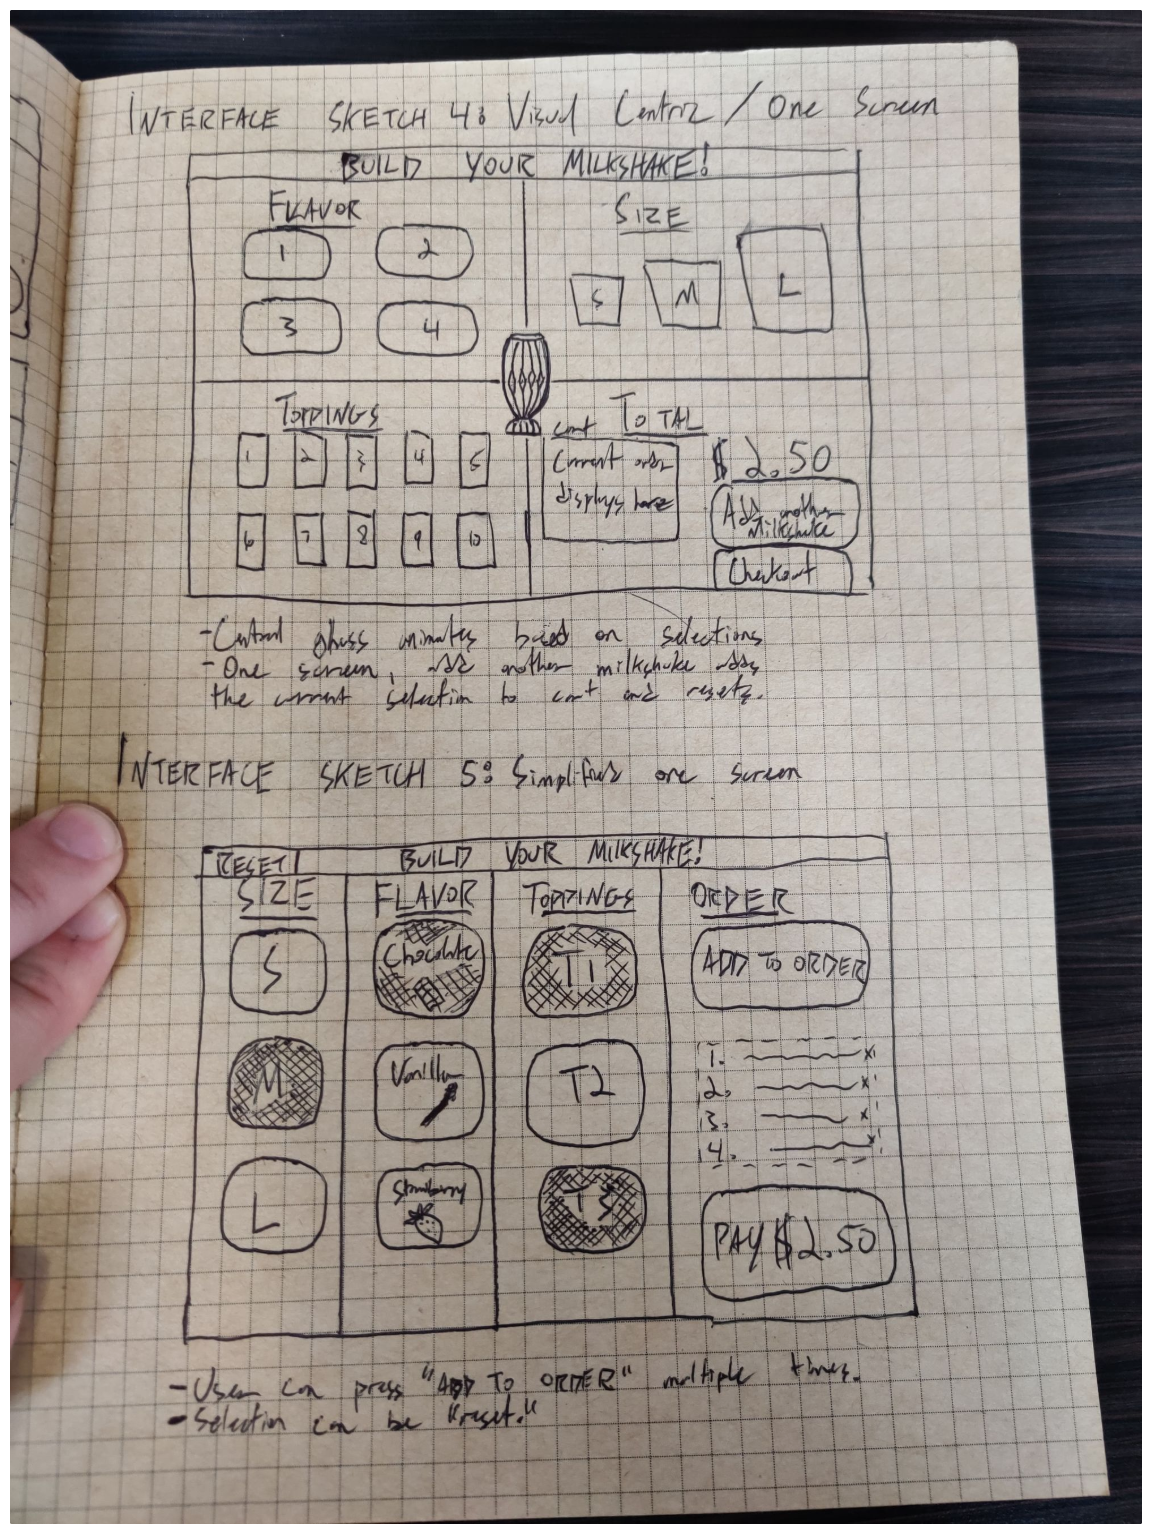 INTERFACE SKETCH 4: Visual Centric / One Screen
BUILD YOUR MILKSHAKE!
FLAVOR
1 2
3 4
SIZE
S M L
TOPPINGS
1 2 3 4 5
6 7 8 9 10
cart TOTAL
Current order
displays here
$2.50
Add another
Milkshake
Checkout
- Central glass animates based on selections
- One screen, add another milkshake adds
the current selection to cart and resets.
INTERFACE SKETCH 5: Simplified one screen
RESET BUILD YOUR MILKSHAKE!
SIZE
S
M
L
FLAVOR
Chocolate
Vanilla
Strawberry
TOPPINGS
T1
T2
T3
ORDER
ADD TO ORDER
1. x
2. x
3. x
4. x
PAY $2.50
- User can press "ADD TO ORDER" multiple times.
- Selection can be "reset."